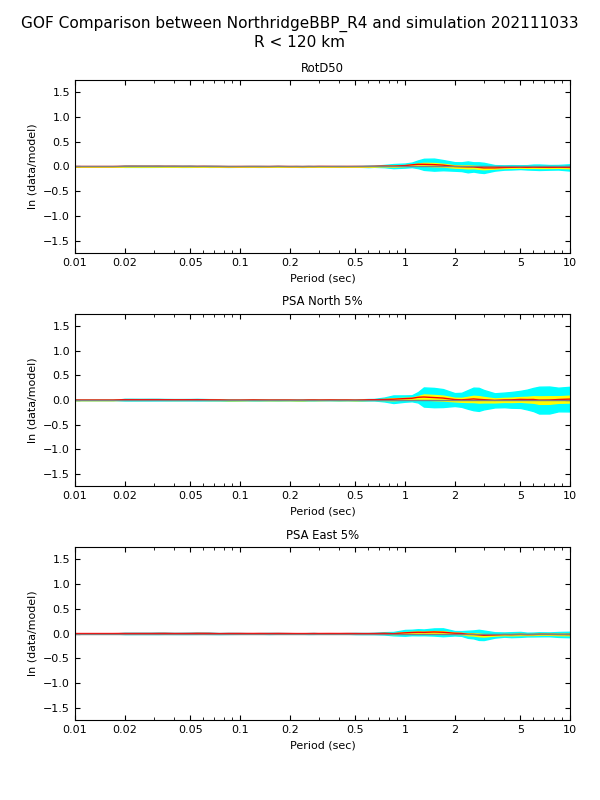 GOF Comparison between NorthridgeBBP_R4 and simulation 202111033
R < 120 km
RotD50
ln (data/model)
1.5
1.0
0.5
0.0
−0.5
−1.0
−1.5
0.01 0.02 0.05 0.1 0.2 0.5 1 2 5 10
Period (sec)
PSA North 5%
ln (data/model)
1.5
1.0
0.5
0.0
−0.5
−1.0
−1.5
0.01 0.02 0.05 0.1 0.2 0.5 1 2 5 10
Period (sec)
PSA East 5%
ln (data/model)
1.5
1.0
0.5
0.0
−0.5
−1.0
−1.5
0.01 0.02 0.05 0.1 0.2 0.5 1 2 5 10
Period (sec)